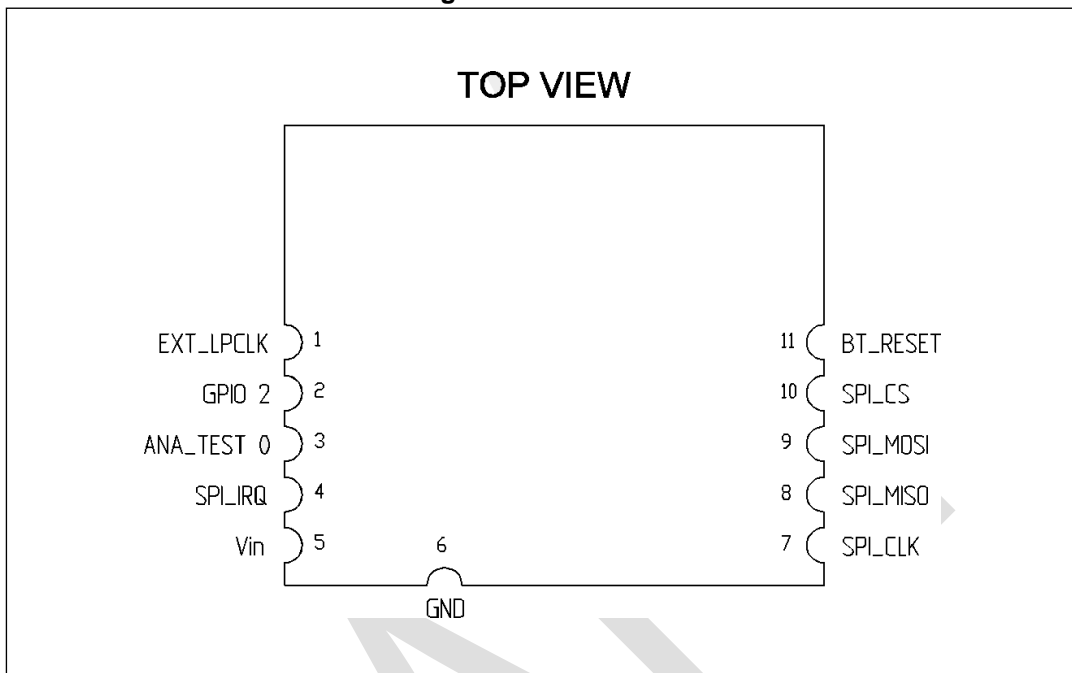 TOP VIEW
EXT_LPCLK 1
GPIO 2 2
ANA_TEST 0 3
SPI_IRQ 4
Vin 5
6
GND
11 BT_RESET
10 SPI_CS
9 SPI_MOSI
8 SPI_MISO
7 SPI_CLK